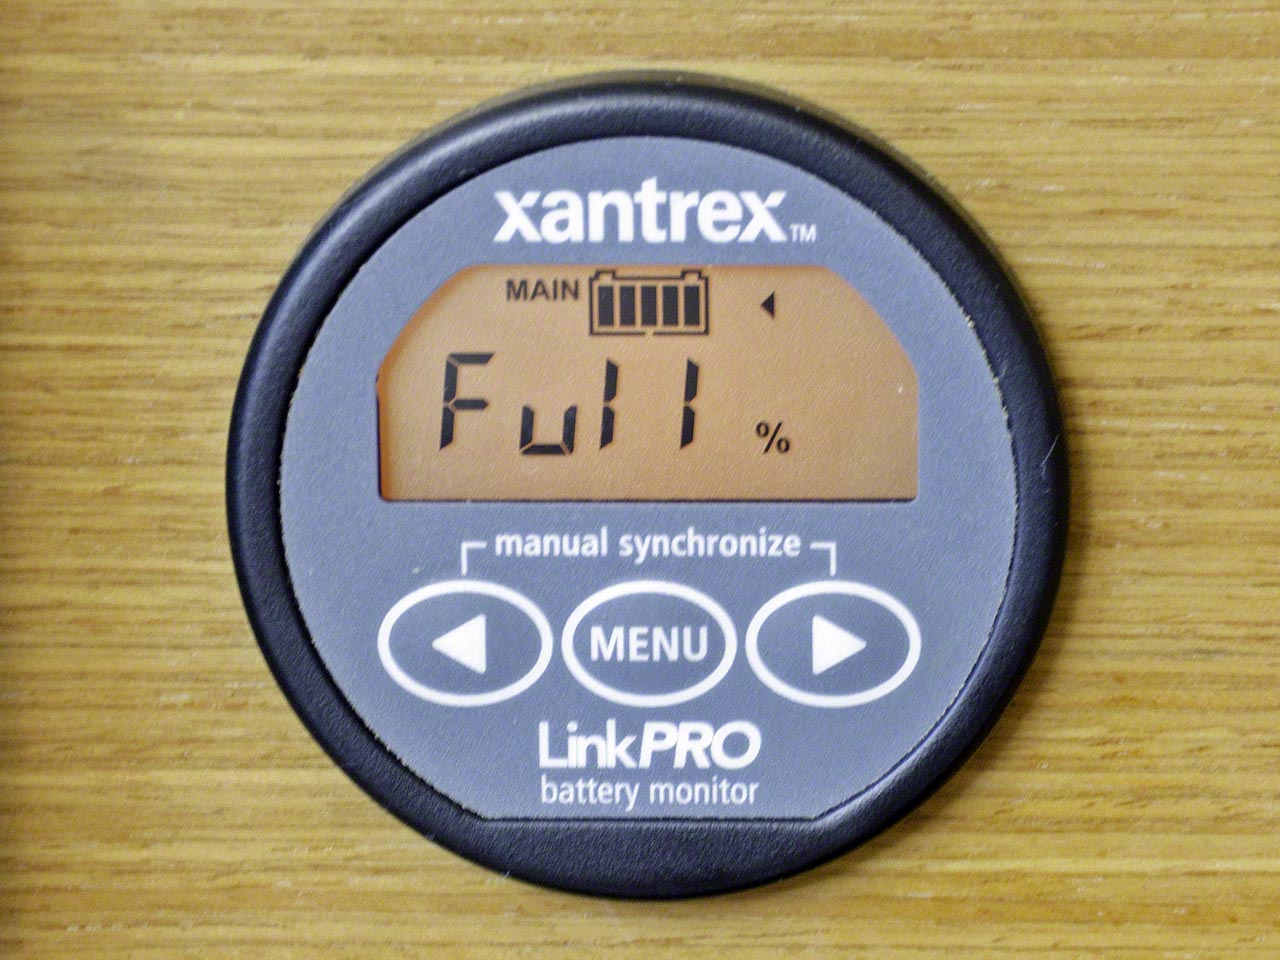 xantrex™
MAIN
Full %
manual synchronize
MENU
LinkPRO
battery monitor